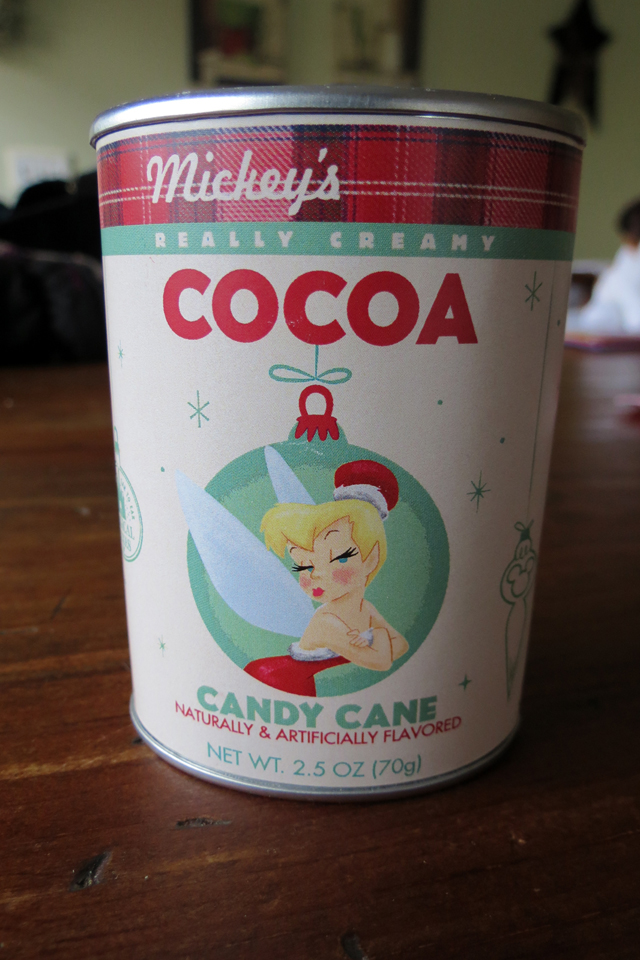 Mickey's
REALLY CREAMY
COCOA
CANDY CANE
NATURALLY & ARTIFICIALLY FLAVORED
NET WT. 2.5 OZ (70g)